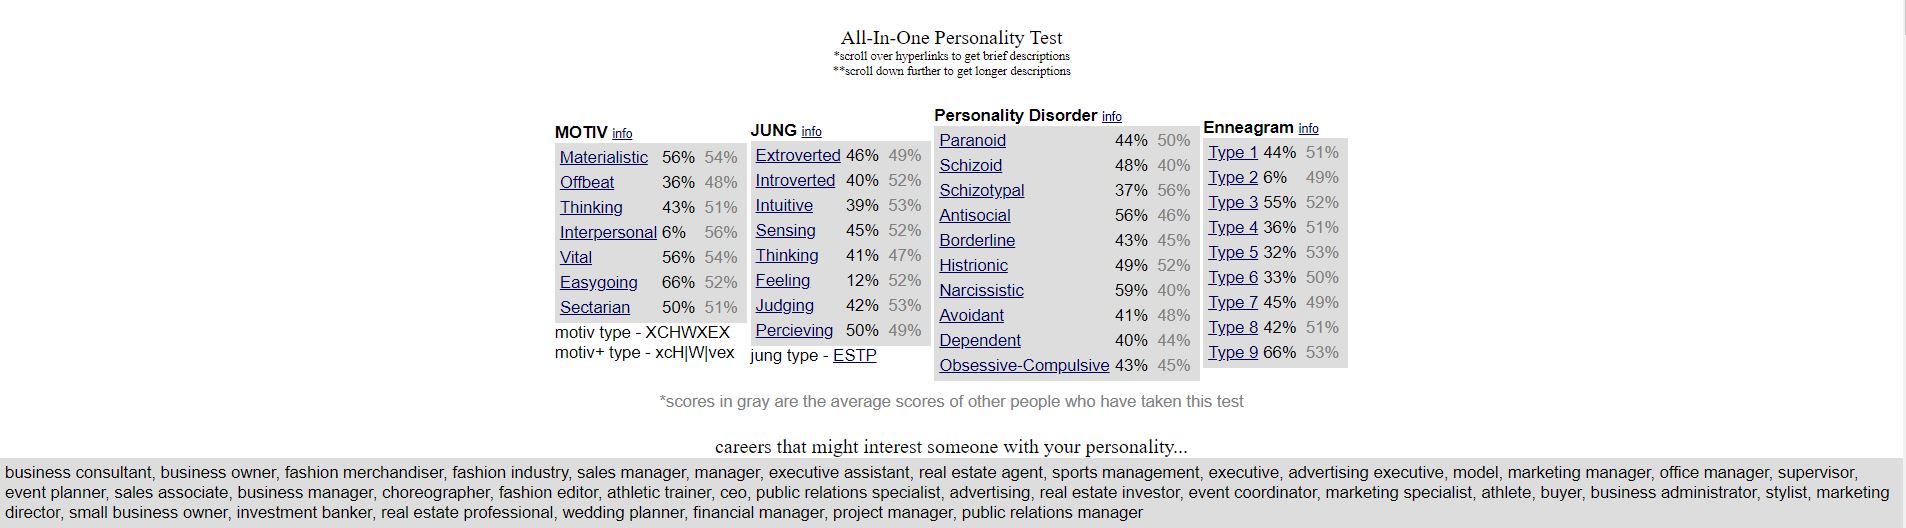 All-In-One Personality Test
*scroll over hyperlinks to get brief descriptions
**scroll down further to get longer descriptions
MOTIV info
Materialistic 56% 54%
Offbeat 36% 48%
Thinking 43% 51%
Interpersonal 6% 56%
Vital 56% 54%
Easygoing 66% 52%
Sectarian 50% 51%
motiv type - XCHWXEX
motiv+ type - xcH|W|vex
JUNG info
Extroverted 46% 49%
Introverted 40% 52%
Intuitive 39% 53%
Sensing 45% 52%
Thinking 41% 47%
Feeling 12% 52%
Judging 42% 53%
Percieving 50% 49%
jung type - ESTP
Personality Disorder info
Paranoid 44% 50%
Schizoid 48% 40%
Schizotypal 37% 56%
Antisocial 56% 46%
Borderline 43% 45%
Histrionic 49% 52%
Narcissistic 59% 40%
Avoidant 41% 48%
Dependent 40% 44%
Obsessive-Compulsive 43% 45%
Enneagram info
Type 1 44% 51%
Type 2 6% 49%
Type 3 55% 52%
Type 4 36% 51%
Type 5 32% 53%
Type 6 33% 50%
Type 7 45% 49%
Type 8 42% 51%
Type 9 66% 53%
*scores in gray are the average scores of other people who have taken this test
careers that might interest someone with your personality...
business consultant, business owner, fashion merchandiser, fashion industry, sales manager, manager, executive assistant, real estate agent, sports management, executive, advertising executive, model, marketing manager, office manager, supervisor,
event planner, sales associate, business manager, choreographer, fashion editor, athletic trainer, ceo, public relations specialist, advertising, real estate investor, event coordinator, marketing specialist, athlete, buyer, business administrator, stylist, marketing
director, small business owner, investment banker, real estate professional, wedding planner, financial manager, project manager, public relations manager